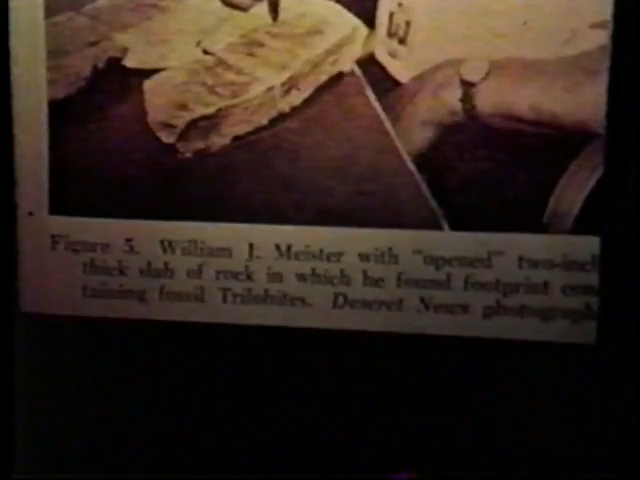 Figure 5. William J. Meister with "opened" two-inch
thick slab of rock in which he found footprint con-
taining fossil Trilobites. Deseret News photograph